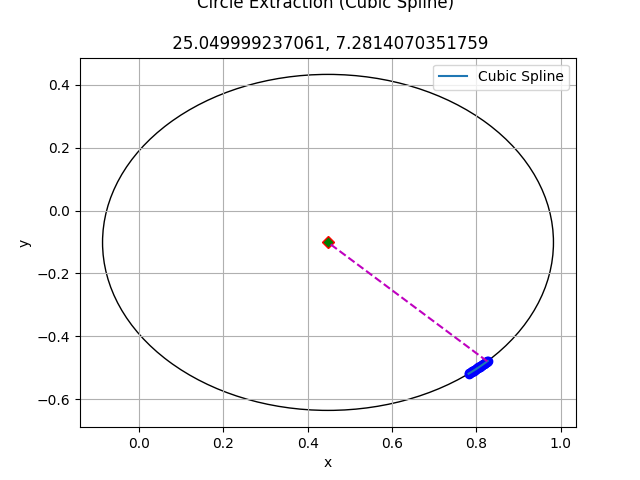 Circle Extraction (Cubic Spline)
25.049999237061, 7.2814070351759
Cubic Spline
0.4
0.2
0.0
−0.2
−0.4
−0.6
y
0.0 0.2 0.4 0.6 0.8 1.0
x